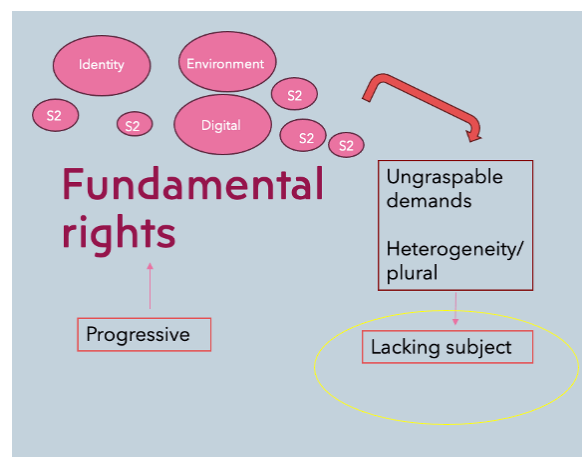 Identity
Environment
S2
S2
S2
Digital
S2
S2
Fundamental
rights
Ungraspable
demands
Heterogeneity/
plural
Progressive
Lacking subject